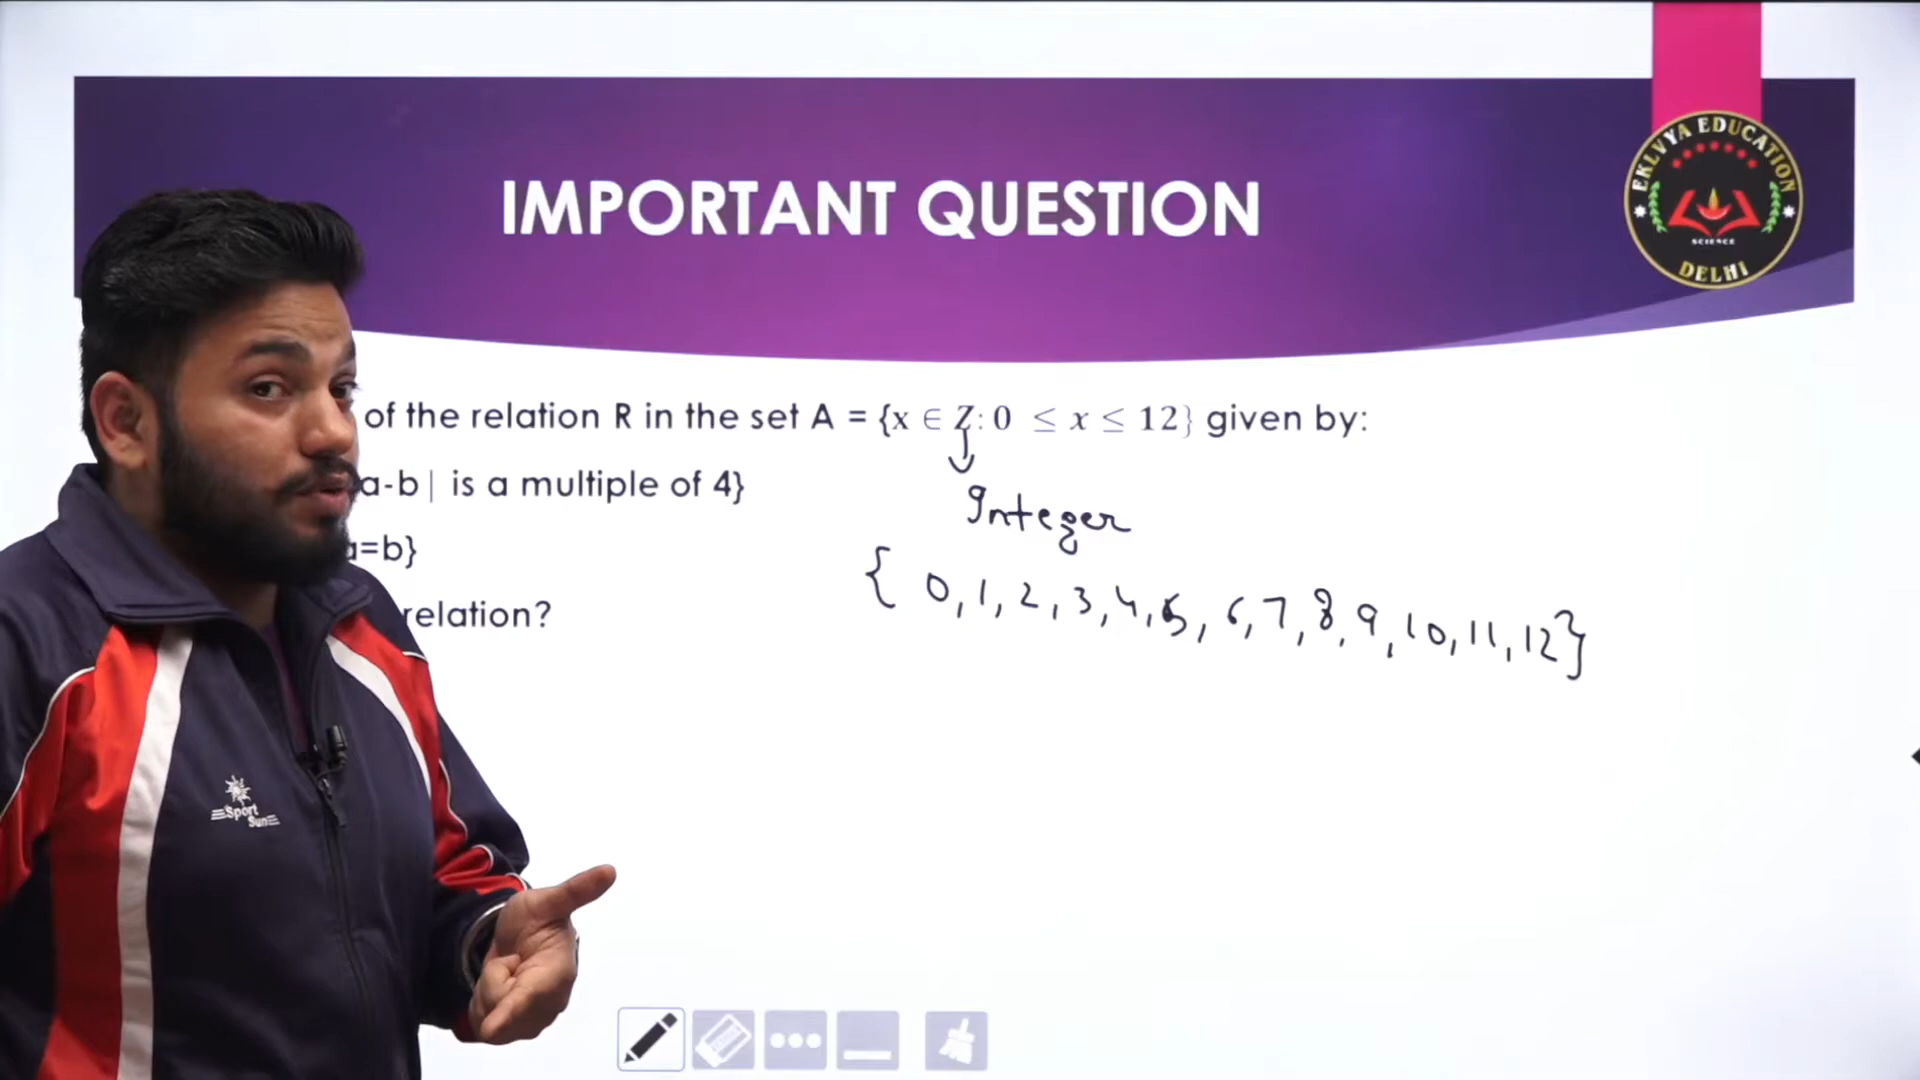 EKLVYA EDUCATION
SCIENCE
DELHI
IMPORTANT QUESTION
of the relation R in the set A = {x ∈ Z: 0 ≤ x ≤ 12} given by:
a-b| is a multiple of 4}
Integer
a=b}
{ 0, 1, 2, 3, 4, 5, 6, 7, 8, 9, 10, 11, 12}
relation?
Sport
Sun